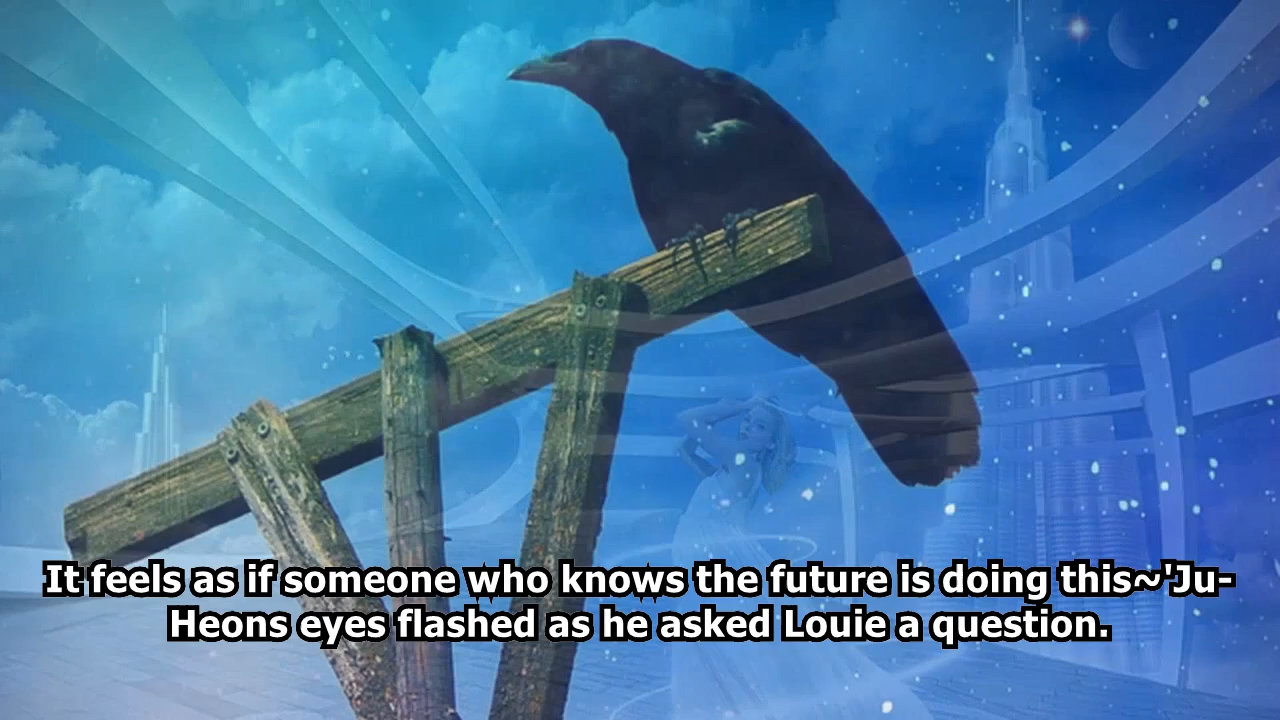 It feels as if someone who knows the future is doing this~'Ju-
Heons eyes flashed as he asked Louie a question.